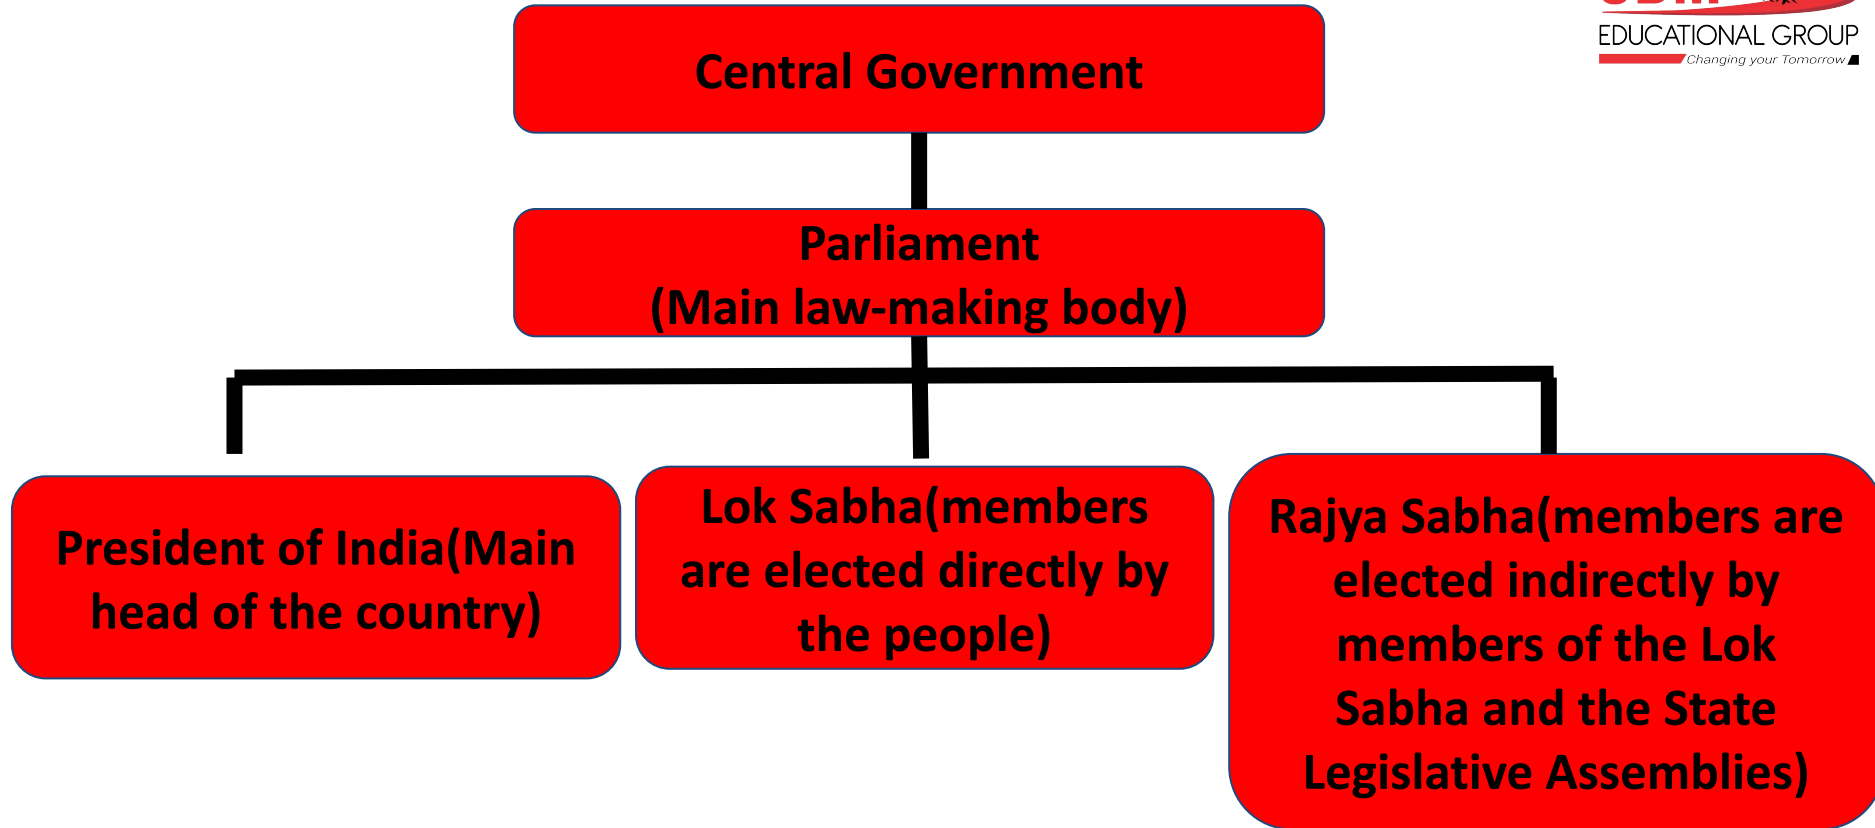 EDUCATIONAL GROUP
Changing your Tomorrow
Central Government
Parliament
(Main law-making body)
President of India(Main
head of the country)
Lok Sabha(members
are elected directly by
the people)
Rajya Sabha(members are
elected indirectly by
members of the Lok
Sabha and the State
Legislative Assemblies)